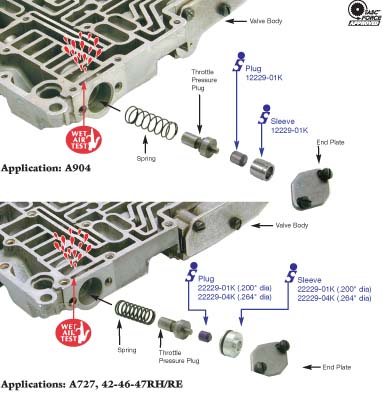 TASC
FORCE
APPROVED
Valve Body
Throttle
Pressure
Plug
Plug
12229-01K
Sleeve
12229-01K
End Plate
WET
AIR
TEST
Spring
Application: A904
Valve Body
Plug
22229-01K (.200" dia)
22229-04K (.264" dia)
Sleeve
22229-01K (.200" dia)
22229-04K (.264" dia)
WET
AIR
TEST
Spring
Throttle
Pressure Plug
End Plate
Applications: A727, 42-46-47RH/RE